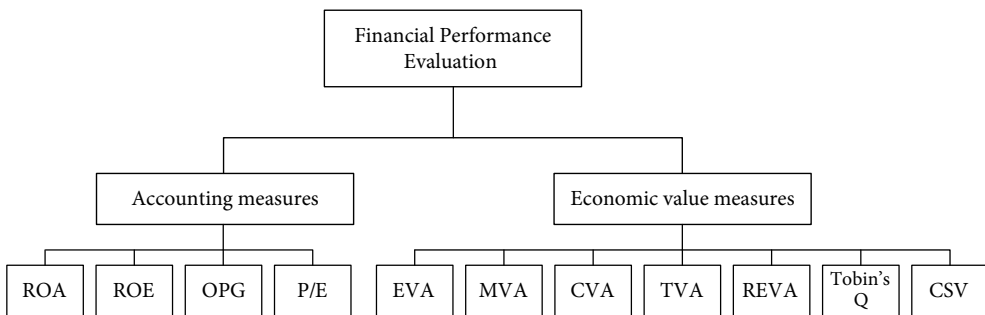 Financial Performance
Evaluation
Accounting measures
Economic value measures
ROA
ROE
OPG
P/E
EVA
MVA
CVA
TVA
REVA
Tobin's
Q
CSV